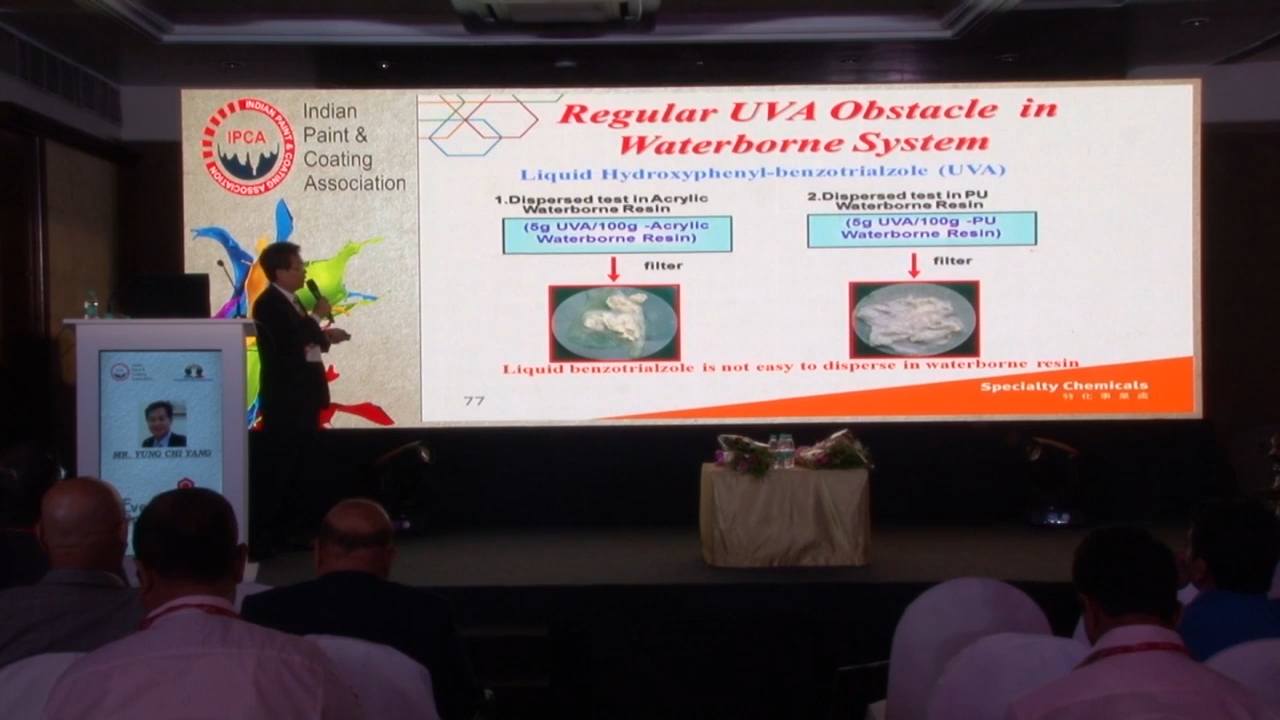 INDIAN PAINT & COATING ASSOCIATION
IPCA
Indian
Paint &
Coating
Association
Regular UVA Obstacle in
Waterborne System
Liquid Hydroxyphenyl-benzotrialzole (UVA)
1.Dispersed test in Acrylic
Waterborne Resin
(5g UVA/100g -Acrylic
Waterborne Resin)
filter
2.Dispersed test in PU
Waterborne Resin
(5g UVA/100g -PU
Waterborne Resin)
filter
Liquid benzotrialzole is not easy to disperse in waterborne resin
77
Specialty Chemicals
MR. YUNG CHI YANG